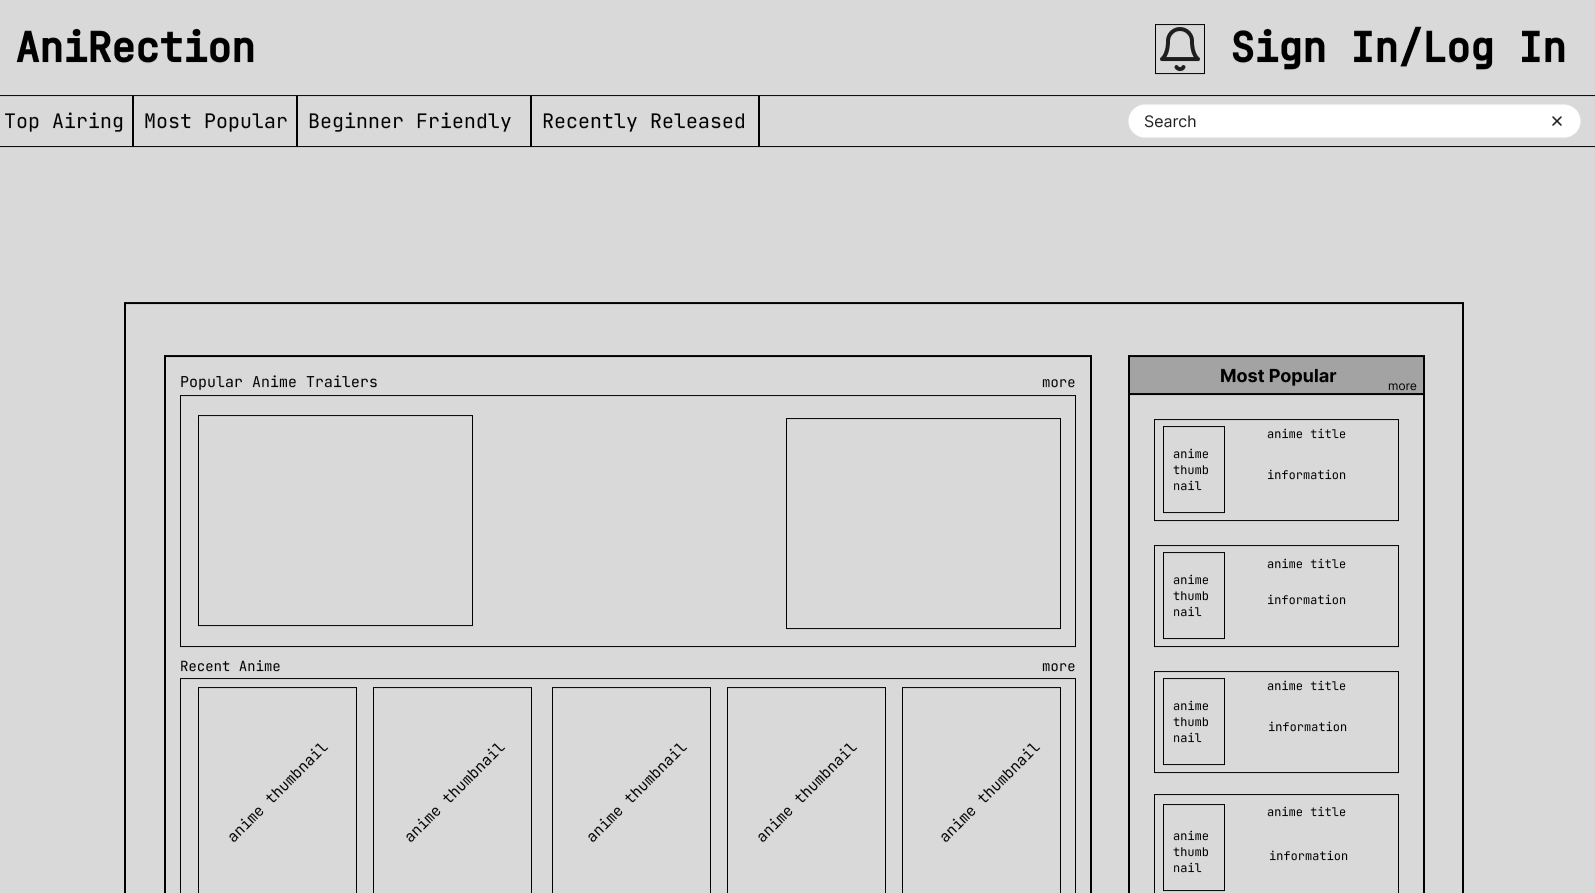 AniRection
Sign In/Log In
Top Airing
Most Popular
Beginner Friendly
Recently Released
Search
Popular Anime Trailers
more
Recent Anime
more
anime thumbnail
anime thumbnail
anime thumbnail
anime thumbnail
anime thumbnail
Most Popular
more
anime
thumb
nail
anime title
information
anime
thumb
nail
anime title
information
anime
thumb
nail
anime title
information
anime
thumb
nail
anime title
information